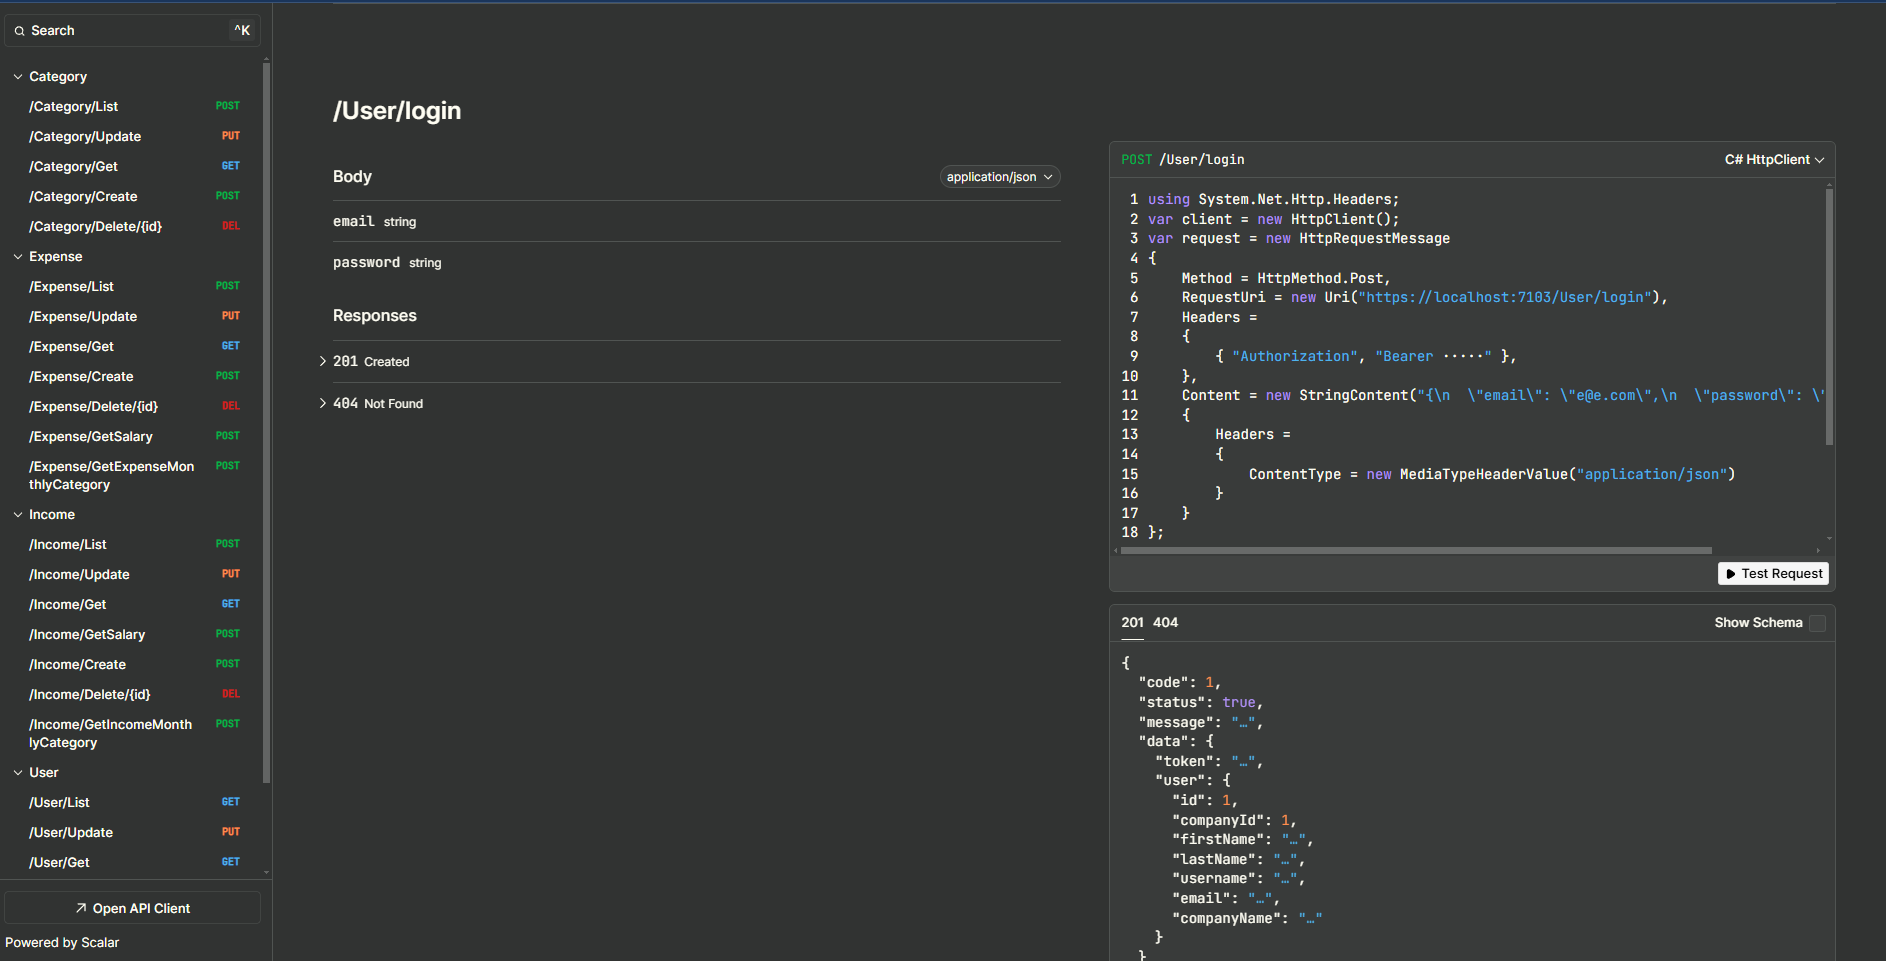 Search ^K
Category
/Category/List POST
/Category/Update PUT
/Category/Get GET
/Category/Create POST
/Category/Delete/{id} DEL
Expense
/Expense/List POST
/Expense/Update PUT
/Expense/Get GET
/Expense/Create POST
/Expense/Delete/{id} DEL
/Expense/GetSalary POST
/Expense/GetExpenseMon POST
thlyCategory
Income
/Income/List POST
/Income/Update PUT
/Income/Get GET
/Income/GetSalary POST
/Income/Create POST
/Income/Delete/{id} DEL
/Income/GetIncomeMonth POST
lyCategory
User
/User/List GET
/User/Update PUT
/User/Get GET
Open API Client
Powered by Scalar
/User/login
Body application/json
email string
password string
Responses
201 Created
404 Not Found
POST /User/login C# HttpClient
1 using System.Net.Http.Headers;
2 var client = new HttpClient();
3 var request = new HttpRequestMessage
4 {
5 Method = HttpMethod.Post,
6 RequestUri = new Uri("https://localhost:7103/User/login"),
7 Headers =
8 {
9 { "Authorization", "Bearer ·····" },
10 },
11 Content = new StringContent("{\n  \"email\": \"e@e.com\",\n  \"password\": \"
12 {
13 Headers =
14 {
15 ContentType = new MediaTypeHeaderValue("application/json")
16 }
17 }
18 };
Test Request
201 404 Show Schema
{
"code": 1,
"status": true,
"message": "…",
"data": {
"token": "…",
"user": {
"id": 1,
"companyId": 1,
"firstName": "…",
"lastName": "…",
"username": "…",
"email": "…",
"companyName": "…"
}
}